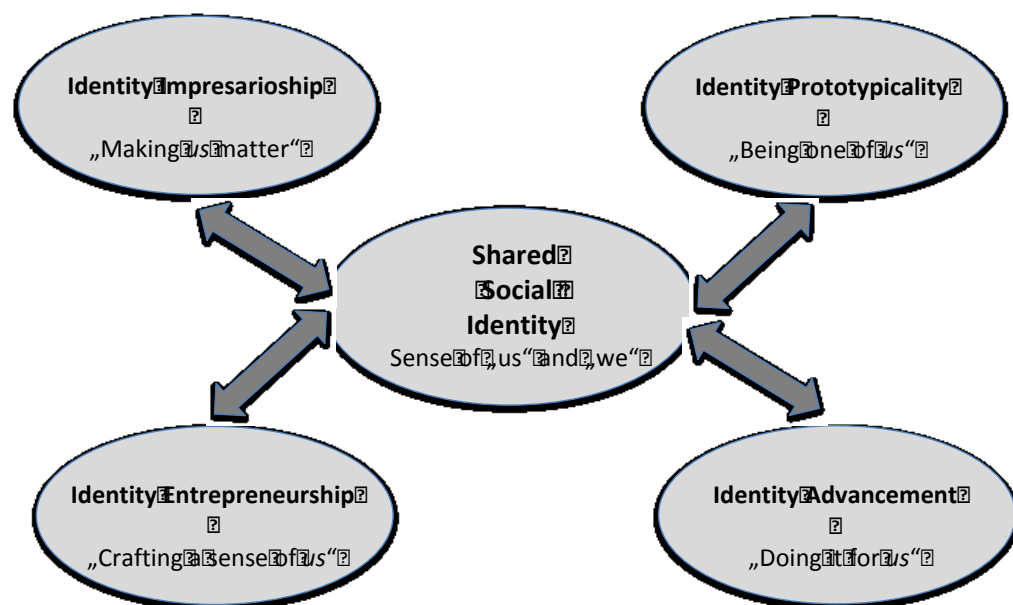 Identity Impresarioship
„Making us matter“
Identity Prototypicality
„Being one of us“
Shared
Social
Identity
Sense of „us“ and „we“
Identity Entrepreneurship
„Crafting a sense of us“
Identity Advancement
„Doing it for us“